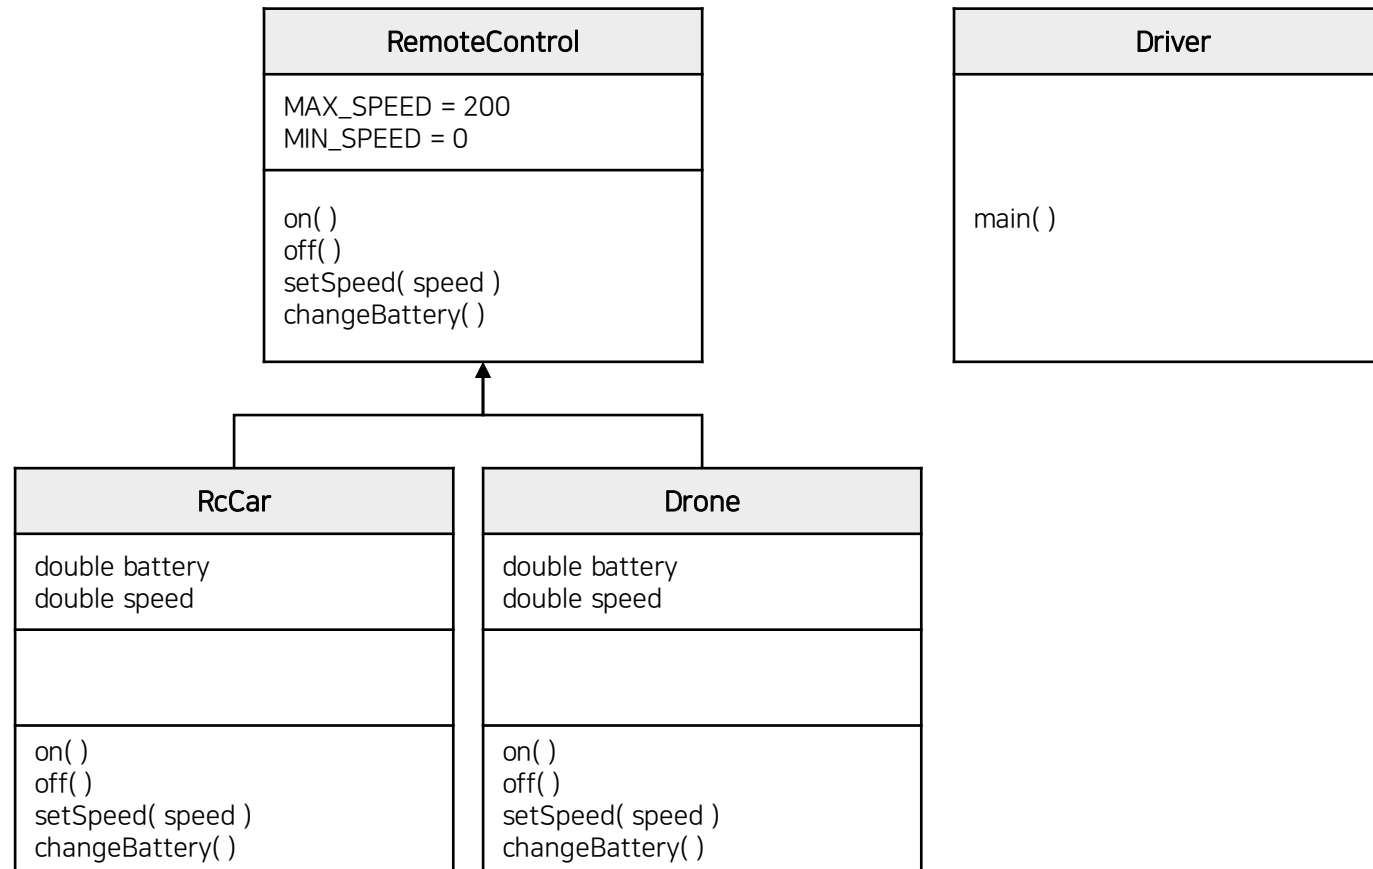 RemoteControl
MAX_SPEED = 200
MIN_SPEED = 0
on( )
off( )
setSpeed( speed )
changeBattery( )
Driver
main( )
RcCar
double battery
double speed
on( )
off( )
setSpeed( speed )
changeBattery( )
Drone
double battery
double speed
on( )
off( )
setSpeed( speed )
changeBattery( )